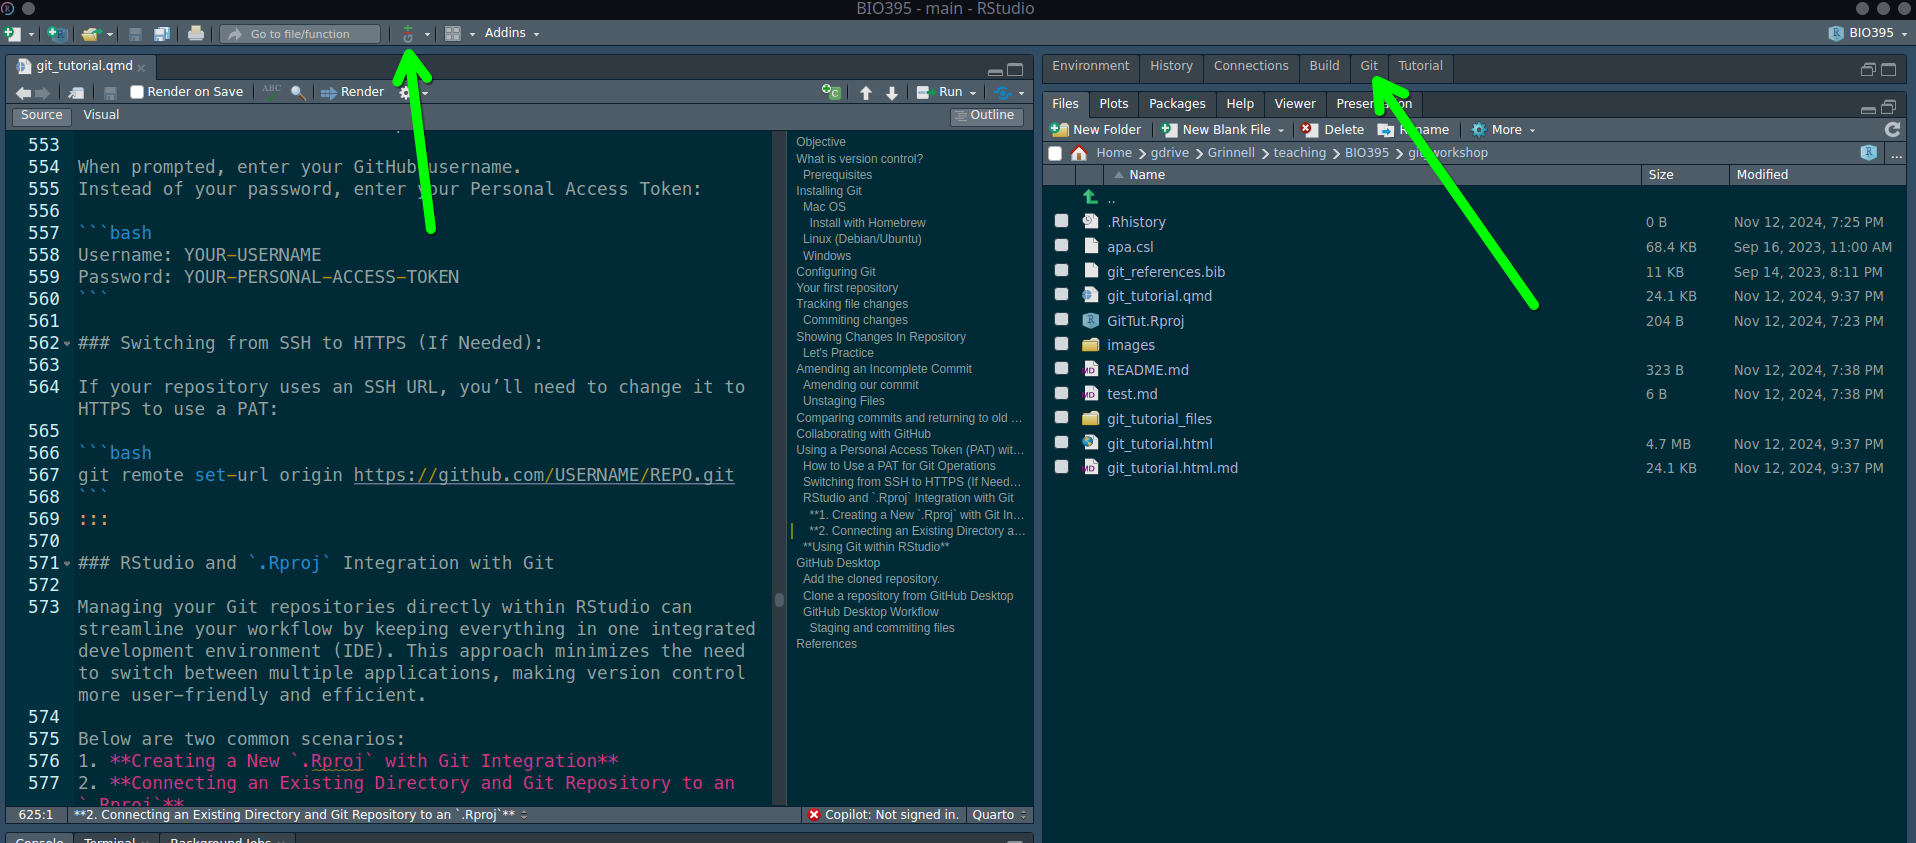 BIO395 - main - RStudio
Go to file/function
Addins
BIO395
git_tutorial.qmd
Render on Save
ABC
Render
Run
Source
Visual
Outline
553
554 When prompted, enter your GitHub username.
555 Instead of your password, enter your Personal Access Token:
556
557 ```bash
558 Username: YOUR-USERNAME
559 Password: YOUR-PERSONAL-ACCESS-TOKEN
560 ```
561
562 ### Switching from SSH to HTTPS (If Needed):
563
564 If your repository uses an SSH URL, you’ll need to change it to
HTTPS to use a PAT:
565
566 ```bash
567 git remote set-url origin https://github.com/USERNAME/REPO.git
568 ```
569 :::
570
571 ### RStudio and `.Rproj` Integration with Git
572
573 Managing your Git repositories directly within RStudio can
streamline your workflow by keeping everything in one integrated
development environment (IDE). This approach minimizes the need
to switch between multiple applications, making version control
more user-friendly and efficient.
574
575 Below are two common scenarios:
576 1. **Creating a New `.Rproj` with Git Integration**
577 2. **Connecting an Existing Directory and Git Repository to an
`.Rproj`**
Objective
What is version control?
Prerequisites
Installing Git
Mac OS
Install with Homebrew
Linux (Debian/Ubuntu)
Windows
Configuring Git
Your first repository
Tracking file changes
Commiting changes
Showing Changes In Repository
Let's Practice
Amending an Incomplete Commit
Amending our commit
Unstaging Files
Comparing commits and returning to old ...
Collaborating with GitHub
Using a Personal Access Token (PAT) wit...
How to Use a PAT for Git Operations
Switching from SSH to HTTPS (If Need...
RStudio and `.Rproj` Integration with Git
**1. Creating a New `.Rproj` with Git In...
**2. Connecting an Existing Directory a...
**Using Git within RStudio**
GitHub Desktop
Add the cloned repository.
Clone a repository from GitHub Desktop
GitHub Desktop Workflow
Staging and commiting files
References
625:1
**2. Connecting an Existing Directory and Git Repository to an `.Rproj`**
Copilot: Not signed in.
Quarto
Console Terminal Background Jobs
Environment History Connections Build Git Tutorial
Files Plots Packages Help Viewer Presentation
New Folder New Blank File Delete Rename More
Home gdrive Grinnell teaching BIO395 git_workshop ...
Name Size Modified
..
.Rhistory 0 B Nov 12, 2024, 7:25 PM
apa.csl 68.4 KB Sep 16, 2023, 11:00 AM
git_references.bib 11 KB Sep 14, 2023, 8:11 PM
git_tutorial.qmd 24.1 KB Nov 12, 2024, 9:37 PM
GitTut.Rproj 204 B Nov 12, 2024, 7:23 PM
images
README.md 323 B Nov 12, 2024, 7:38 PM
test.md 6 B Nov 12, 2024, 7:38 PM
git_tutorial_files
git_tutorial.html 4.7 MB Nov 12, 2024, 9:37 PM
git_tutorial.html.md 24.1 KB Nov 12, 2024, 9:37 PM